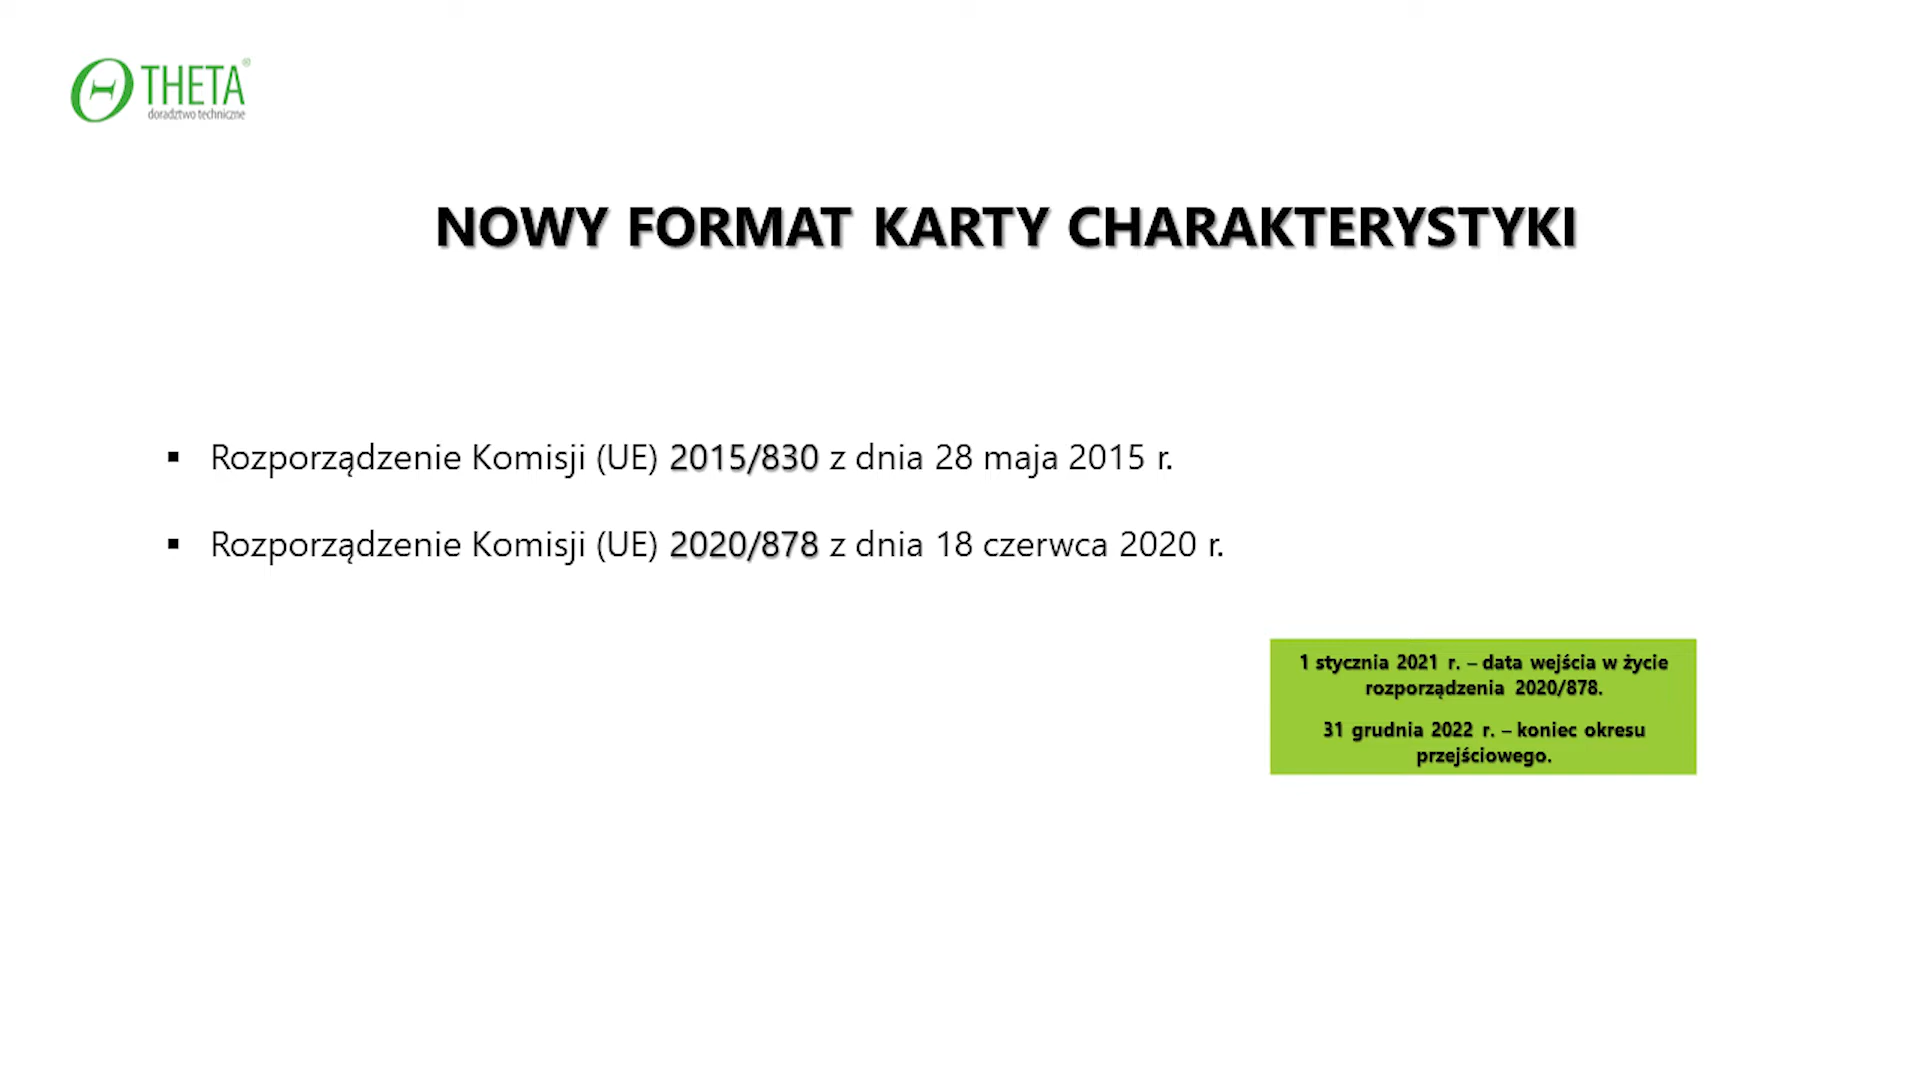 THETA®
doradztwo techniczne
NOWY FORMAT KARTY CHARAKTERYSTYKI
▪ Rozporządzenie Komisji (UE) 2015/830 z dnia 28 maja 2015 r.
▪ Rozporządzenie Komisji (UE) 2020/878 z dnia 18 czerwca 2020 r.
1 stycznia 2021 r. – data wejścia w życie
rozporządzenia 2020/878.
31 grudnia 2022 r. – koniec okresu
przejściowego.